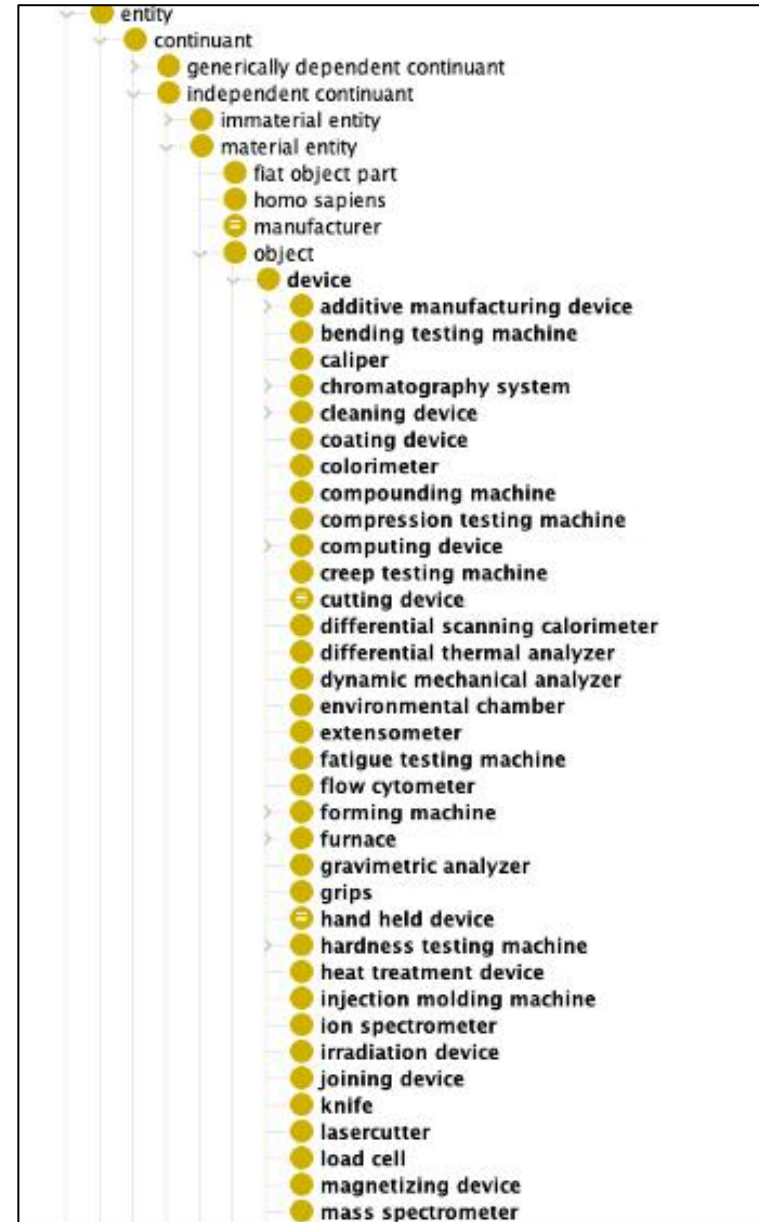 entity
continuant
generically dependent continuant
independent continuant
immaterial entity
material entity
fiat object part
homo sapiens
manufacturer
object
device
additive manufacturing device
bending testing machine
caliper
chromatography system
cleaning device
coating device
colorimeter
compounding machine
compression testing machine
computing device
creep testing machine
cutting device
differential scanning calorimeter
differential thermal analyzer
dynamic mechanical analyzer
environmental chamber
extensometer
fatigue testing machine
flow cytometer
forming machine
furnace
gravimetric analyzer
grips
hand held device
hardness testing machine
heat treatment device
injection molding machine
ion spectrometer
irradiation device
joining device
knife
lasercutter
load cell
magnetizing device
mass spectrometer